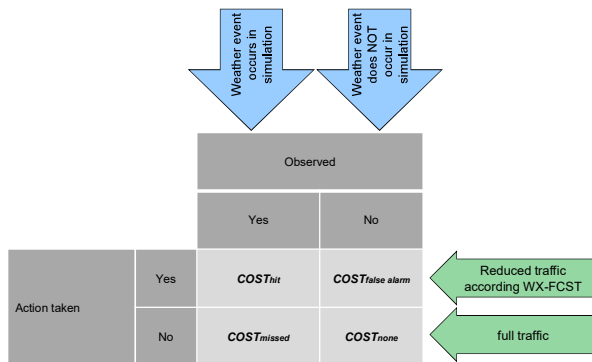 Weather event
occurs in
simulation
Weather event
does NOT
occur in
simulation
Observed
Yes
No
Action taken
Yes
COSThit
COSTfalse alarm
Reduced traffic
according WX-FCST
No
COSTmissed
COSTnone
full traffic